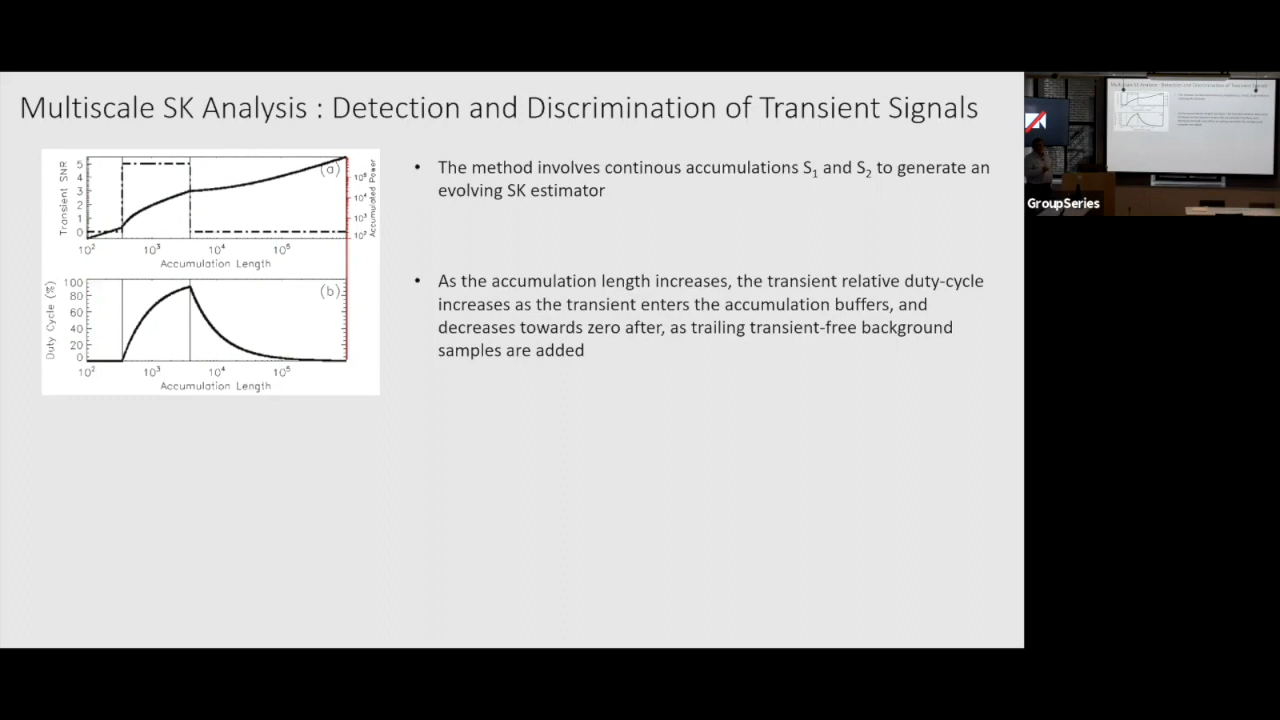 Multiscale SK Analysis : Detection and Discrimination of Transient Signals
Transient SNR
5
4
3
2
1
0
(a)
10⁵
10⁴
10³
10²
Accumulated Power
10² 10³ 10⁴ 10⁵
Accumulation Length
Duty Cycle (%)
100
80
60
40
20
0
(b)
10² 10³ 10⁴ 10⁵
Accumulation Length
• The method involves continous accumulations S₁ and S₂ to generate an
evolving SK estimator
• As the accumulation length increases, the transient relative duty-cycle
increases as the transient enters the accumulation buffers, and
decreases towards zero after, as trailing transient-free background
samples are added
GroupSeries